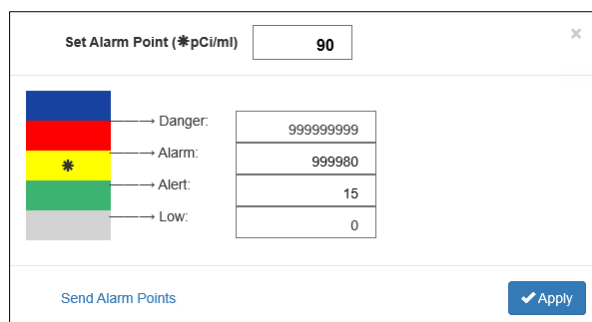 Set Alarm Point (✱pCi/ml) 90 ×
Danger: 999999999
✱ Alarm: 999980
Alert: 15
Low: 0
Send Alarm Points ✔Apply